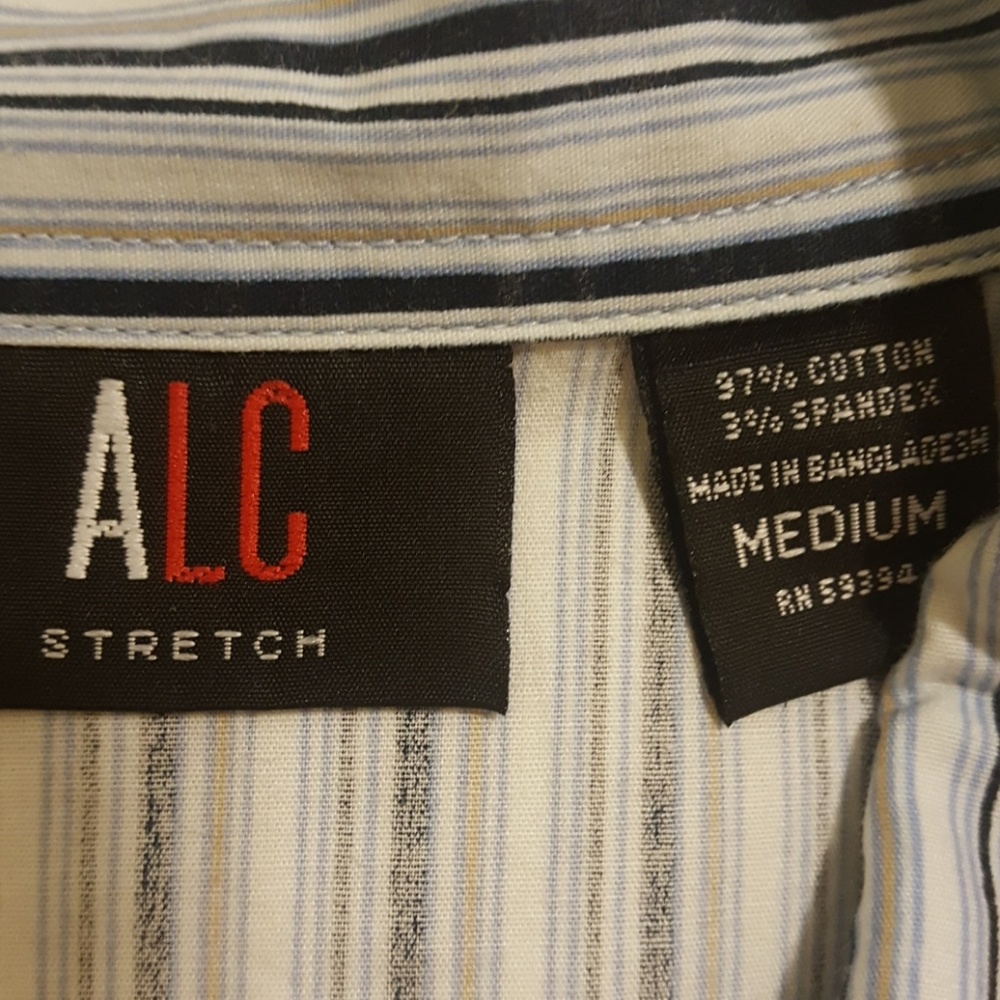 ALC
STRETCH
97% COTTON
3% SPANDEX
MADE IN BANGLADESH
MEDIUM
RN 59394